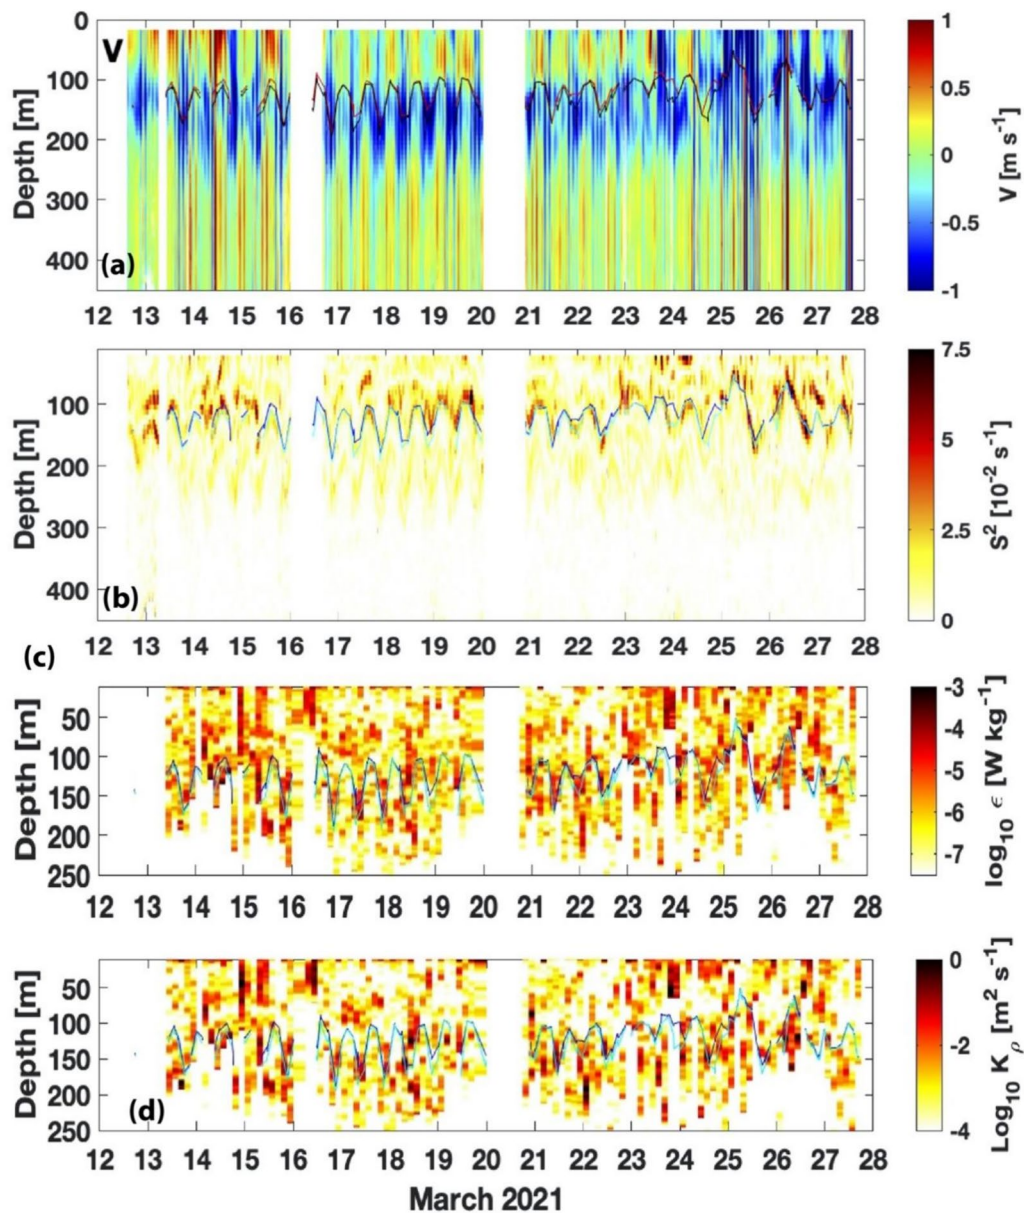 V
Depth [m]
0
100
200
300
400
(a)
12 13 14 15 16 17 18 19 20 21 22 23 24 25 26 27 28
1
0.5
0
-0.5
-1
V [m s⁻¹]
Depth [m]
100
200
300
400
(b)
12 13 14 15 16 17 18 19 20 21 22 23 24 25 26 27 28
7.5
5
2.5
0
S² [10⁻² s⁻¹]
(c)
Depth [m]
50
100
150
200
250
12 13 14 15 16 17 18 19 20 21 22 23 24 25 26 27 28
-3
-4
-5
-6
-7
log₁₀ ϵ [W kg⁻¹]
Depth [m]
50
100
150
200
250
(d)
12 13 14 15 16 17 18 19 20 21 22 23 24 25 26 27 28
0
-2
-4
Log₁₀ K ᵨ [m² s⁻¹]
March 2021